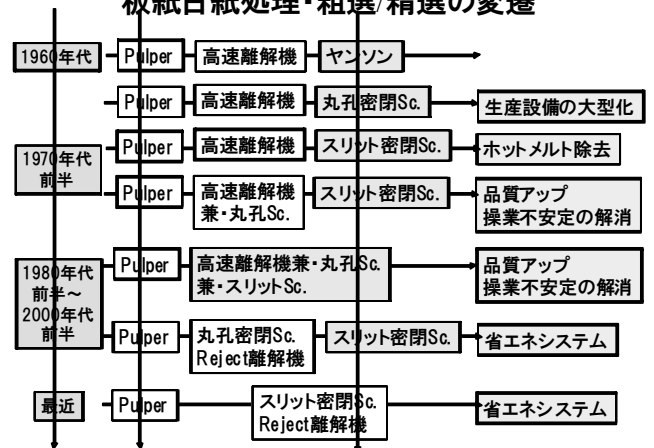 板紙古紙処理・粗選/精選の変遷
1960年代
Pulper
高速離解機
ヤンソン
Pulper
高速離解機
丸孔密閉Sc.
生産設備の大型化
1970年代
前半
Pulper
高速離解機
スリット密閉Sc.
ホットメルト除去
Pulper
高速離解機
兼・丸孔Sc.
スリット密閉Sc.
品質アップ
操業不安定の解消
1980年代
前半～
2000年代
前半
Pulper
高速離解機兼・丸孔Sc.
兼・スリットSc.
品質アップ
操業不安定の解消
Pulper
丸孔密閉Sc.
Reject離解機
スリット密閉Sc.
省エネシステム
最近
Pulper
スリット密閉Sc.
Reject離解機
省エネシステム